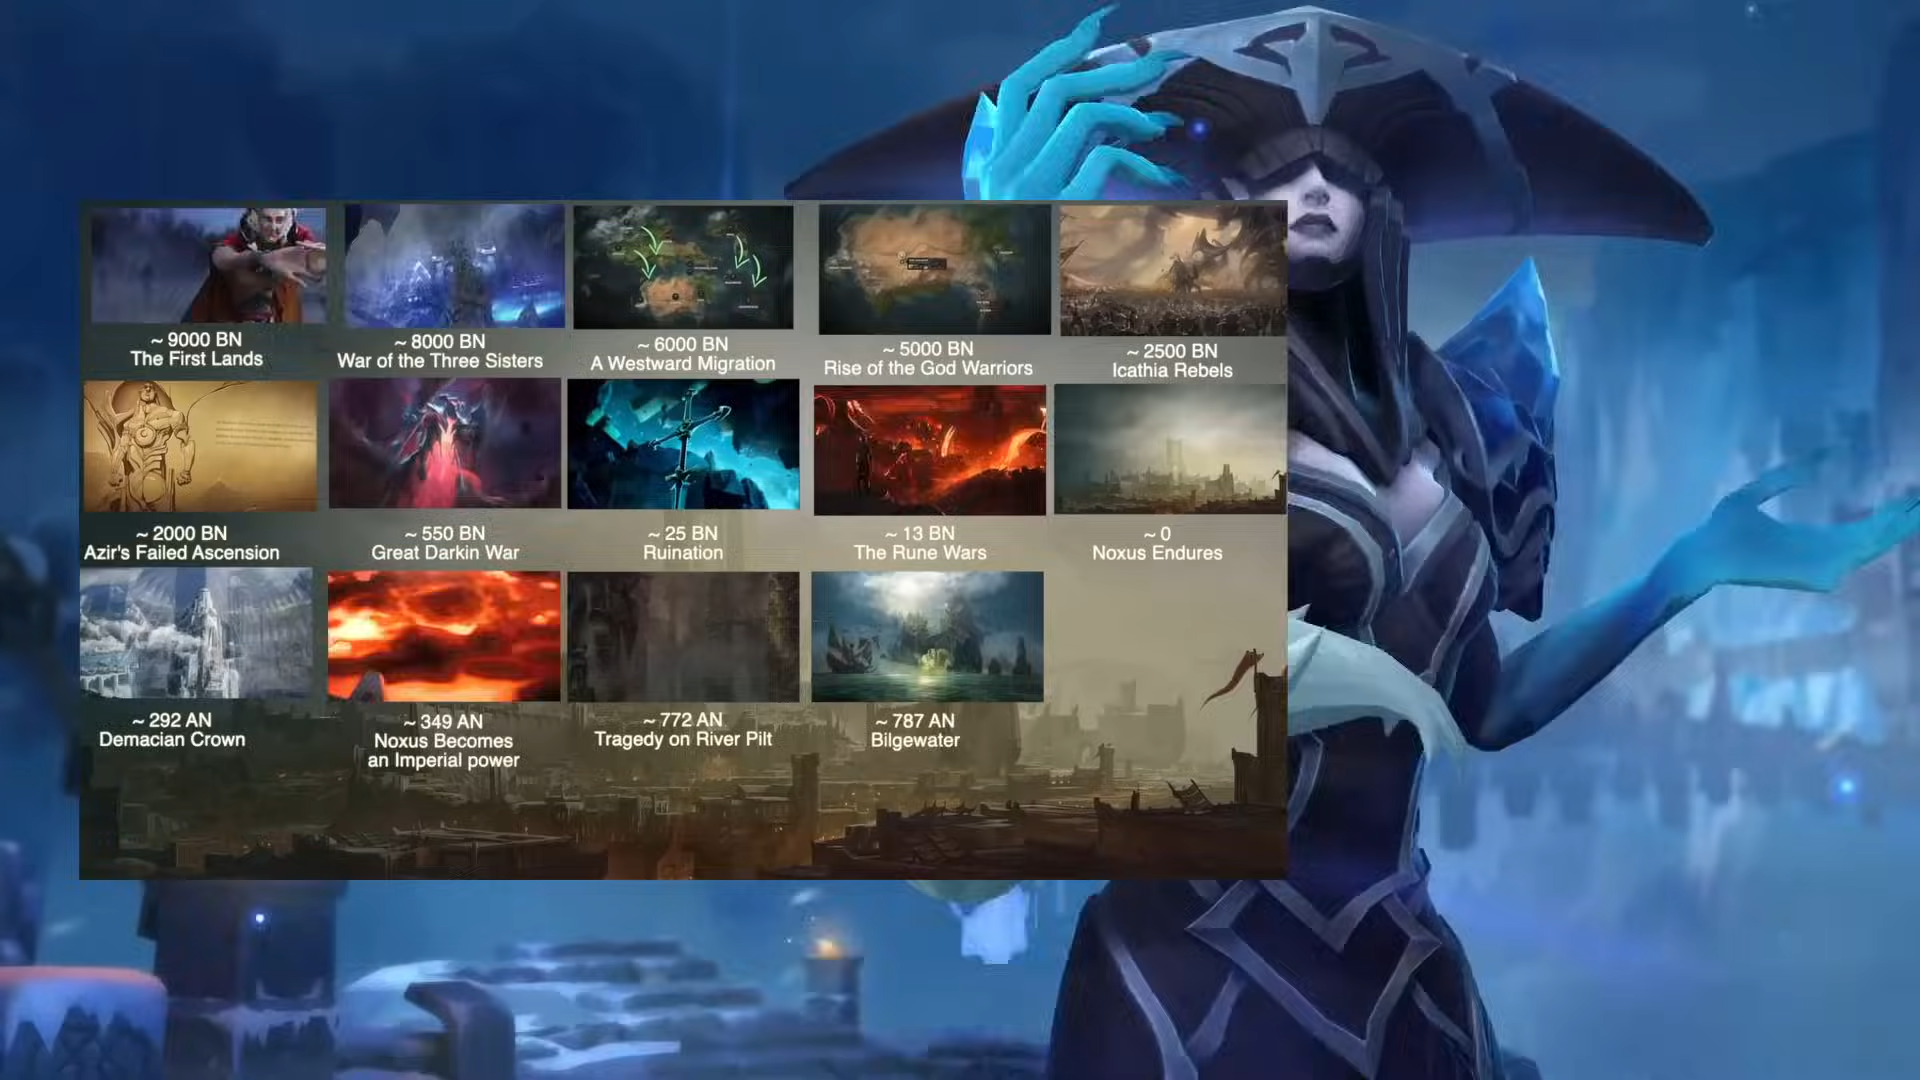 ~ 9000 BN
The First Lands
~ 8000 BN
War of the Three Sisters
~ 6000 BN
A Westward Migration
~ 5000 BN
Rise of the God Warriors
~ 2500 BN
Icathia Rebels
~ 2000 BN
Azir's Failed Ascension
~ 550 BN
Great Darkin War
~ 25 BN
Ruination
~ 13 BN
The Rune Wars
~ 0
Noxus Endures
~ 292 AN
Demacian Crown
~ 349 AN
Noxus Becomes
an Imperial power
~ 772 AN
Tragedy on River Pilt
~ 787 AN
Bilgewater